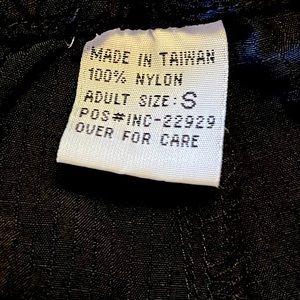 MADE IN TAIWAN
100% NYLON
ADULT SIZE: S
POS#INC-22929
OVER FOR CARE